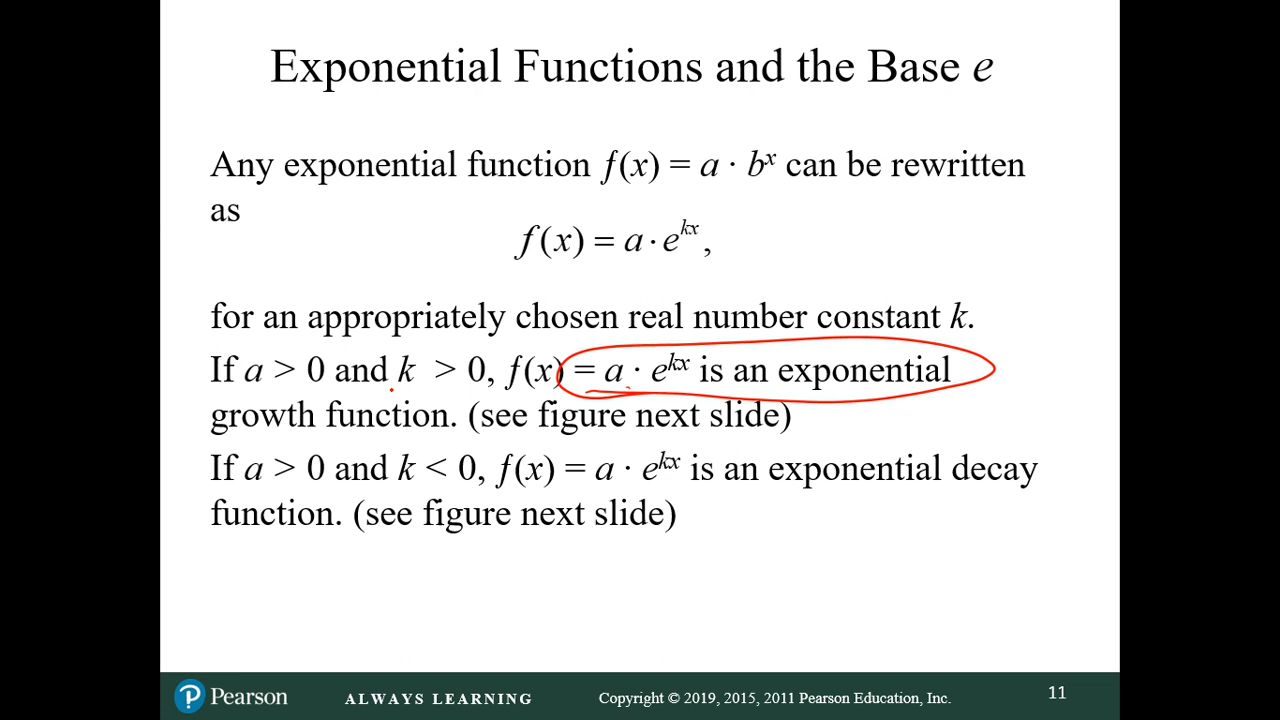 Exponential Functions and the Base e
Any exponential function f(x) = a · bˣ can be rewritten
as
f(x) = a · e^{kx},
for an appropriately chosen real number constant k.
If a > 0 and k > 0, f(x) = a · e^{kx} is an exponential
growth function. (see figure next slide)
If a > 0 and k < 0, f(x) = a · e^{kx} is an exponential decay
function. (see figure next slide)
P Pearson
ALWAYS LEARNING
Copyright © 2019, 2015, 2011 Pearson Education, Inc.
11